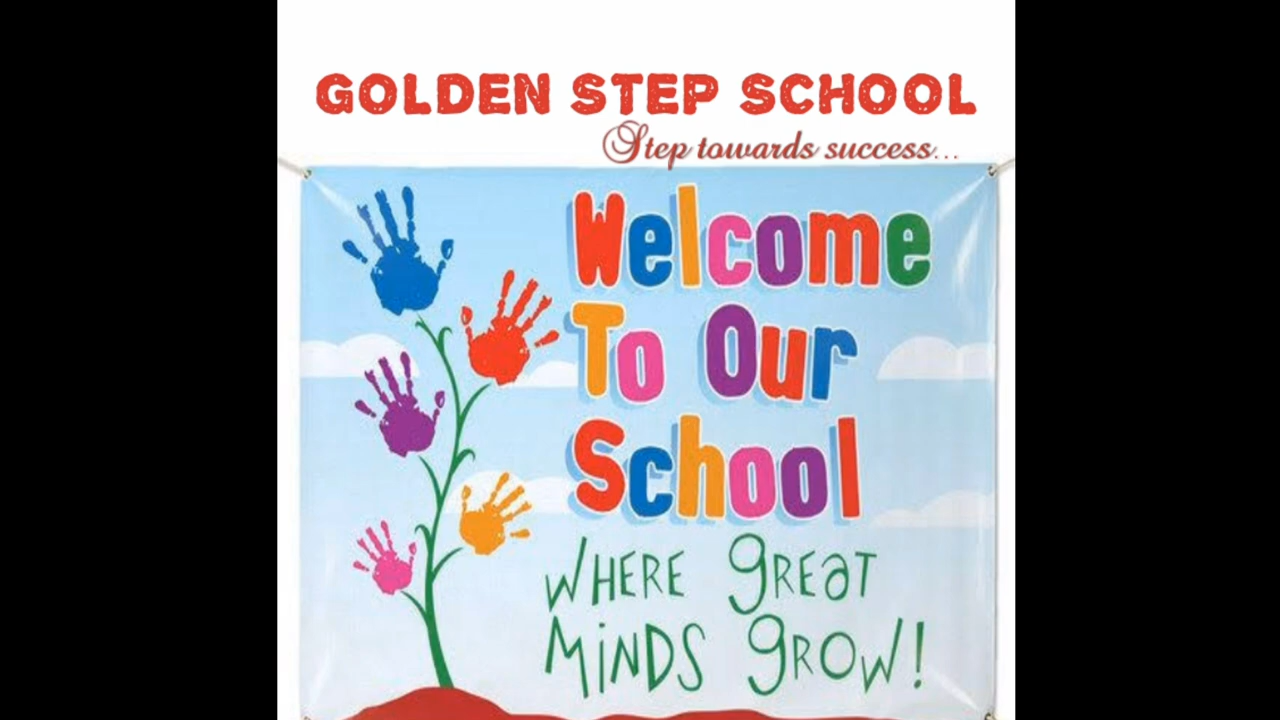 GOLDEN STEP SCHOOL
Step towards success...
Welcome
To Our
School
WHERE GREaT
MiNDS GROW!